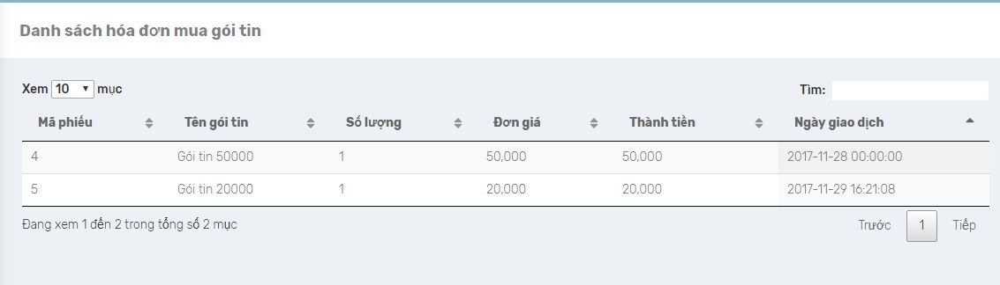 Danh sách hóa đơn mua gói tin
Xem 10 mục Tìm:
Mã phiếu Tên gói tin Số lượng Đơn giá Thành tiền Ngày giao dịch
4 Gói tin 50000 1 50,000 50,000 2017-11-28 00:00:00
5 Gói tin 20000 1 20,000 20,000 2017-11-29 16:21:08
Đang xem 1 đến 2 trong tổng số 2 mục Trước 1 Tiếp